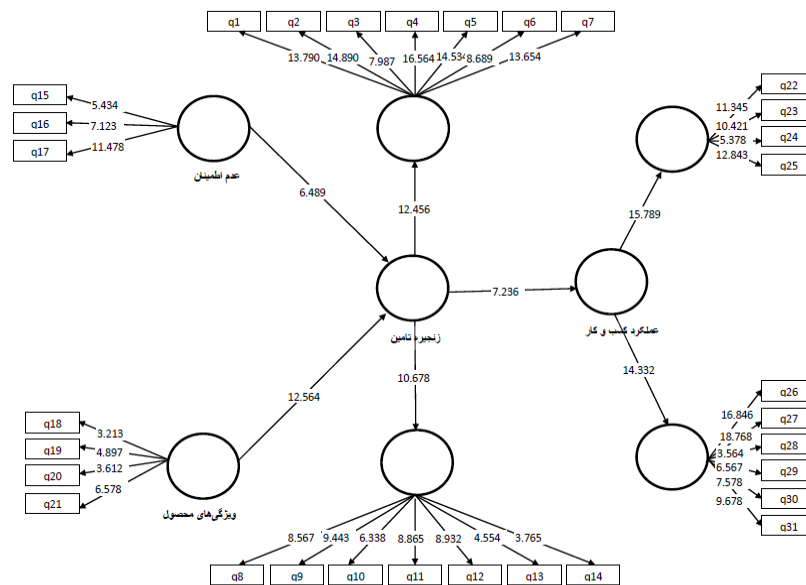 q1 q2 q3 q4 q5 q6 q7
13.790 14.890 7.987 16.564 14.534 8.689 13.654
q15
q16
q17
5.434
7.123
11.478
عدم اطمینان
q22
q23
q24
q25
11.345
10.421
5.378
12.843
6.489
12.456
15.789
7.236
زنجیره تامین
عملکرد کسب و کار
12.564
10.678
14.332
q18
q19
q20
q21
3.213
4.897
3.612
6.578
ویژگی‌های محصول
q26
q27
q28
q29
q30
q31
16.846
18.768
3.564
6.567
7.578
9.678
8.567 9.443 6.338 8.865 8.932 4.554 3.765
q8 q9 q10 q11 q12 q13 q14